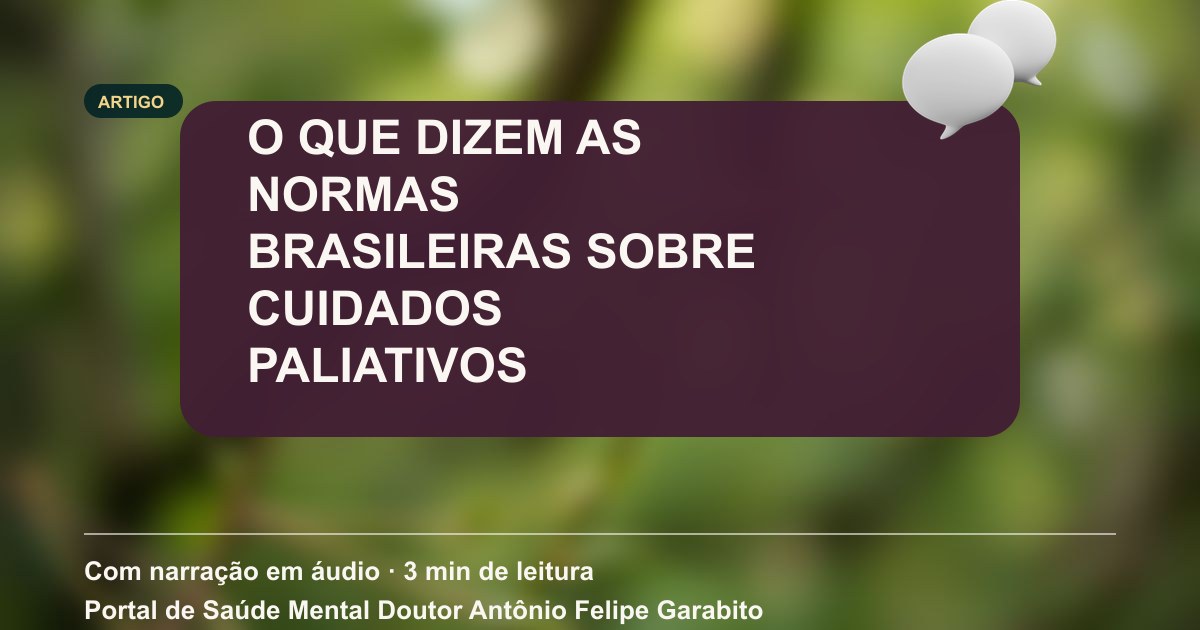 ARTIGO
O QUE DIZEM AS
NORMAS
BRASILEIRAS SOBRE
CUIDADOS
PALIATIVOS
Com narração em áudio · 3 min de leitura
Portal de Saúde Mental Doutor Antônio Felipe Garabito